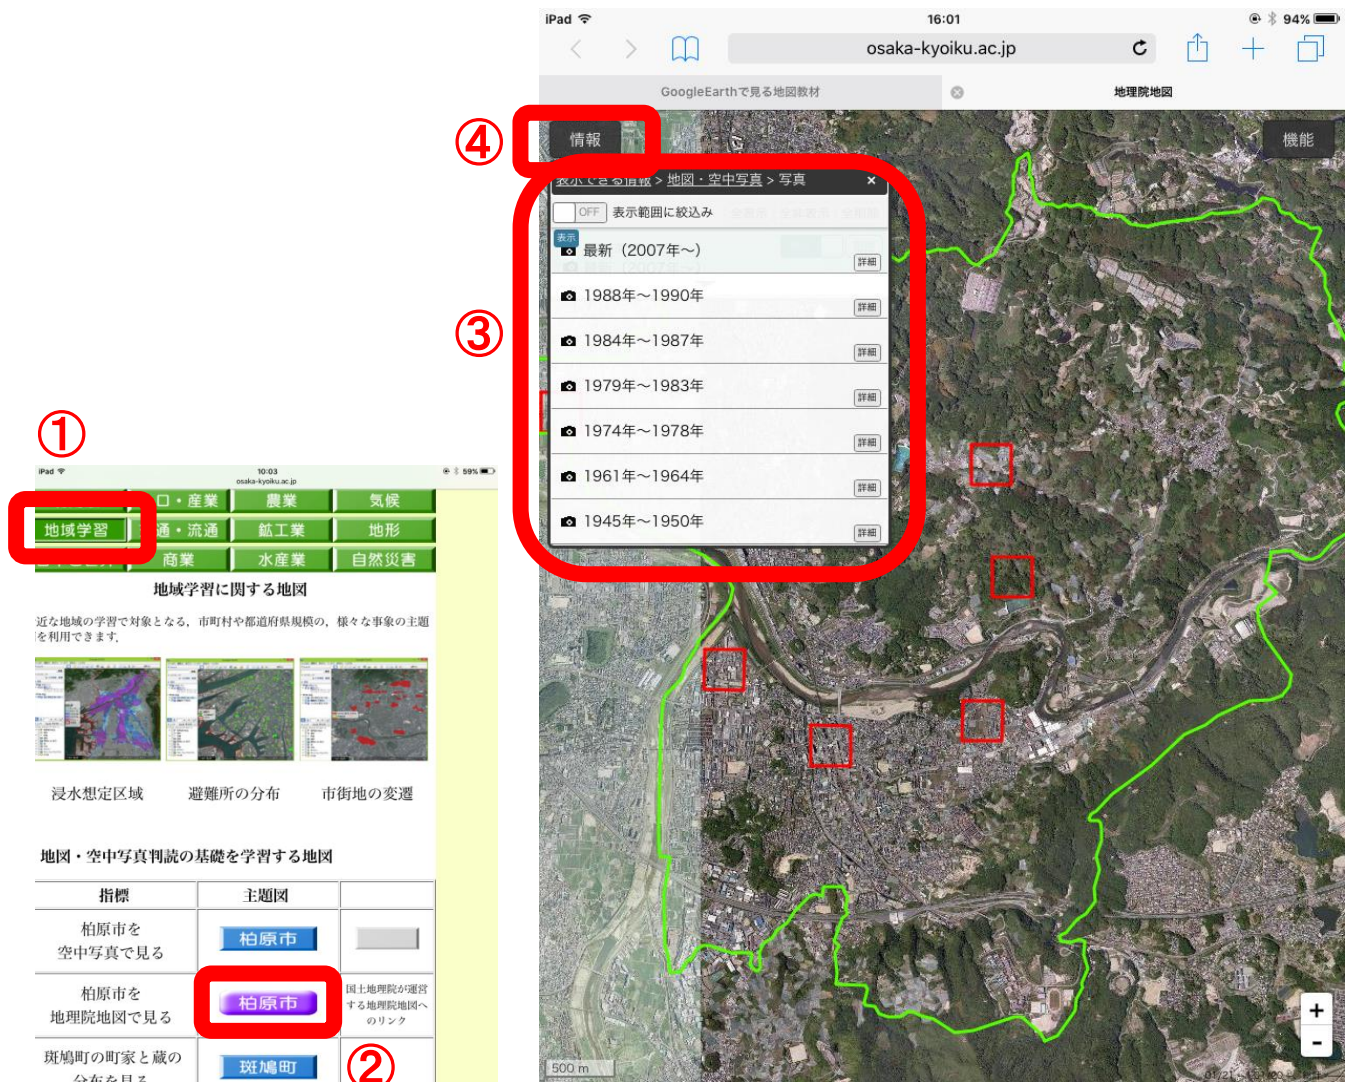 ①
iPad
10:03
59%
osaka-kyoiku.ac.jp
口・産業
農業
気候
地域学習
通・流通
鉱工業
地形
商業
水産業
自然災害
地域学習に関する地図
近な地域の学習で対象となる，市町村や都道府県規模の，様々な事象の主題
を利用できます．
浸水想定区域
避難所の分布
市街地の変遷
地図・空中写真判読の基礎を学習する地図
指標
主題図
柏原市を
空中写真で見る
柏原市
柏原市を
地理院地図で見る
柏原市
国土地理院が運営
する地理院地図へ
のリンク
斑鳩町の町家と蔵の
分布を見る
斑鳩町
②
iPad
16:01
94%
osaka-kyoiku.ac.jp
GoogleEarthで見る地図教材
地理院地図
④
情報
機能
③
表示できる情報 > 地図・空中写真 > 写真
×
OFF
表示範囲に絞込み
表示
最新（2007年～）
詳細
1988年～1990年
詳細
1984年～1987年
詳細
1979年～1983年
詳細
1974年～1978年
詳細
1961年～1964年
詳細
1945年～1950年
詳細
+
-
500 m